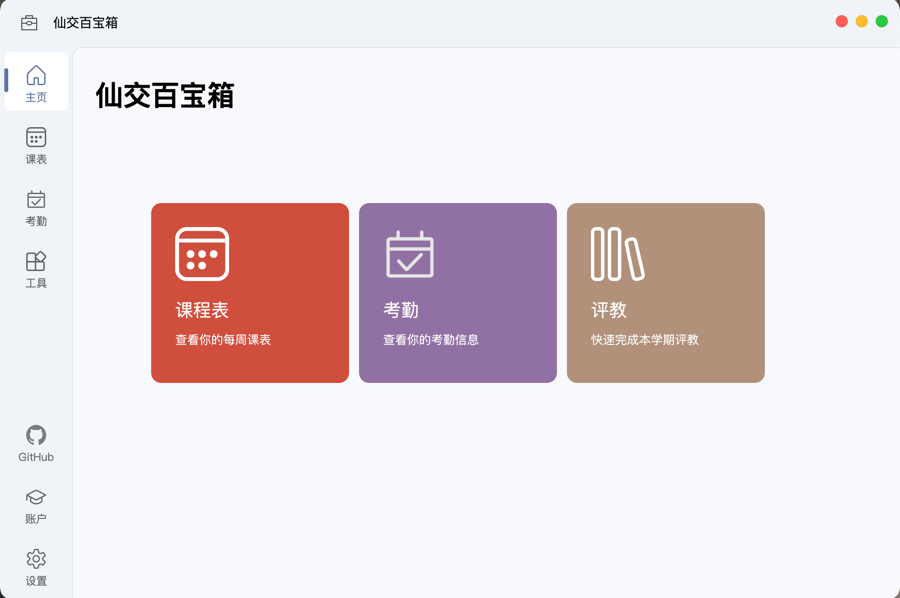 仙交百宝箱
主页
课表
考勤
工具
GitHub
账户
设置
仙交百宝箱
课程表
查看你的每周课表
考勤
查看你的考勤信息
评教
快速完成本学期评教